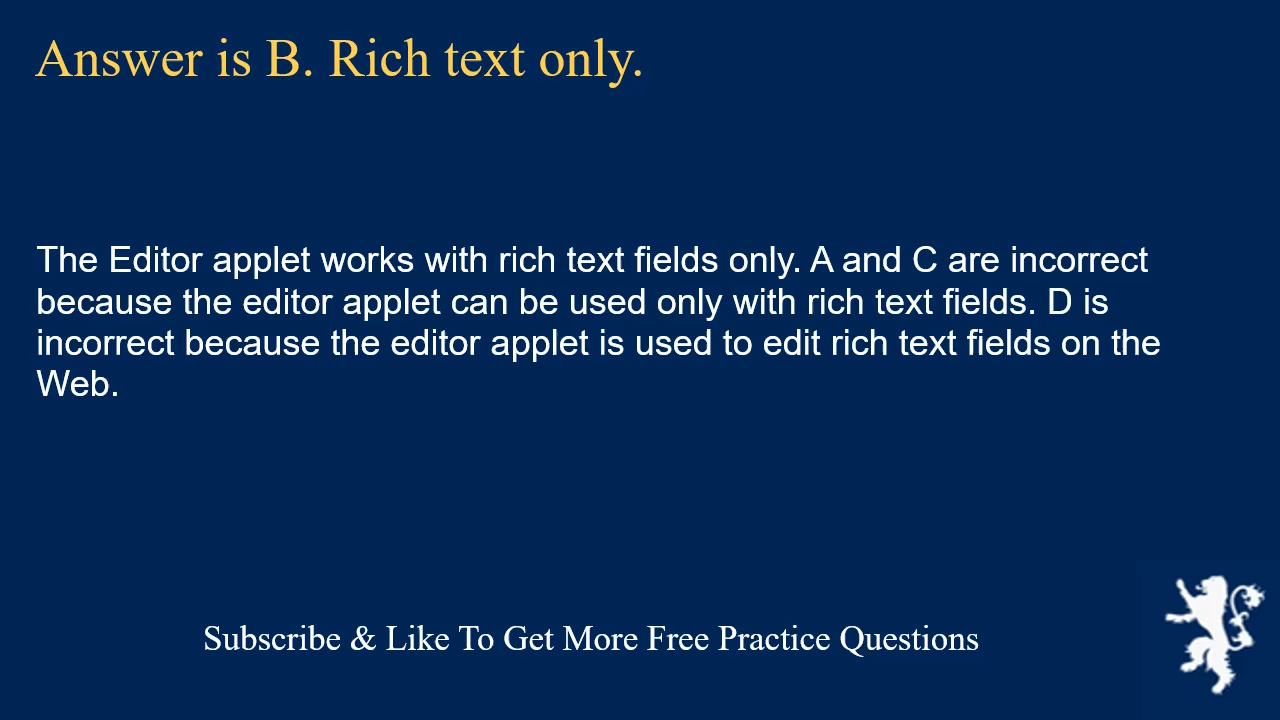 Answer is B. Rich text only.
The Editor applet works with rich text fields only. A and C are incorrect
because the editor applet can be used only with rich text fields. D is
incorrect because the editor applet is used to edit rich text fields on the
Web.
Subscribe & Like To Get More Free Practice Questions